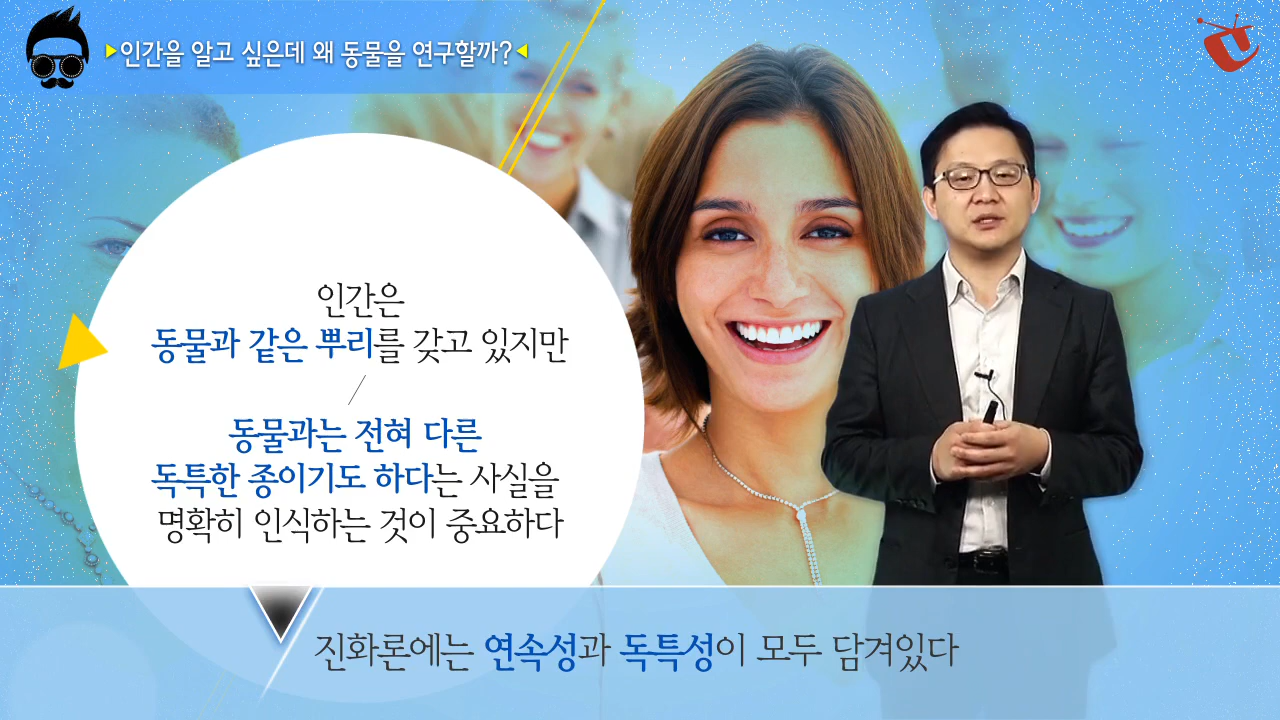 인간을 알고 싶은데 왜 동물을 연구할까?
인간은
동물과 같은 뿌리를 갖고 있지만
/
동물과는 전혀 다른
독특한 종이기도 하다는 사실을
명확히 인식하는 것이 중요하다
진화론에는 연속성과 독특성이 모두 담겨있다